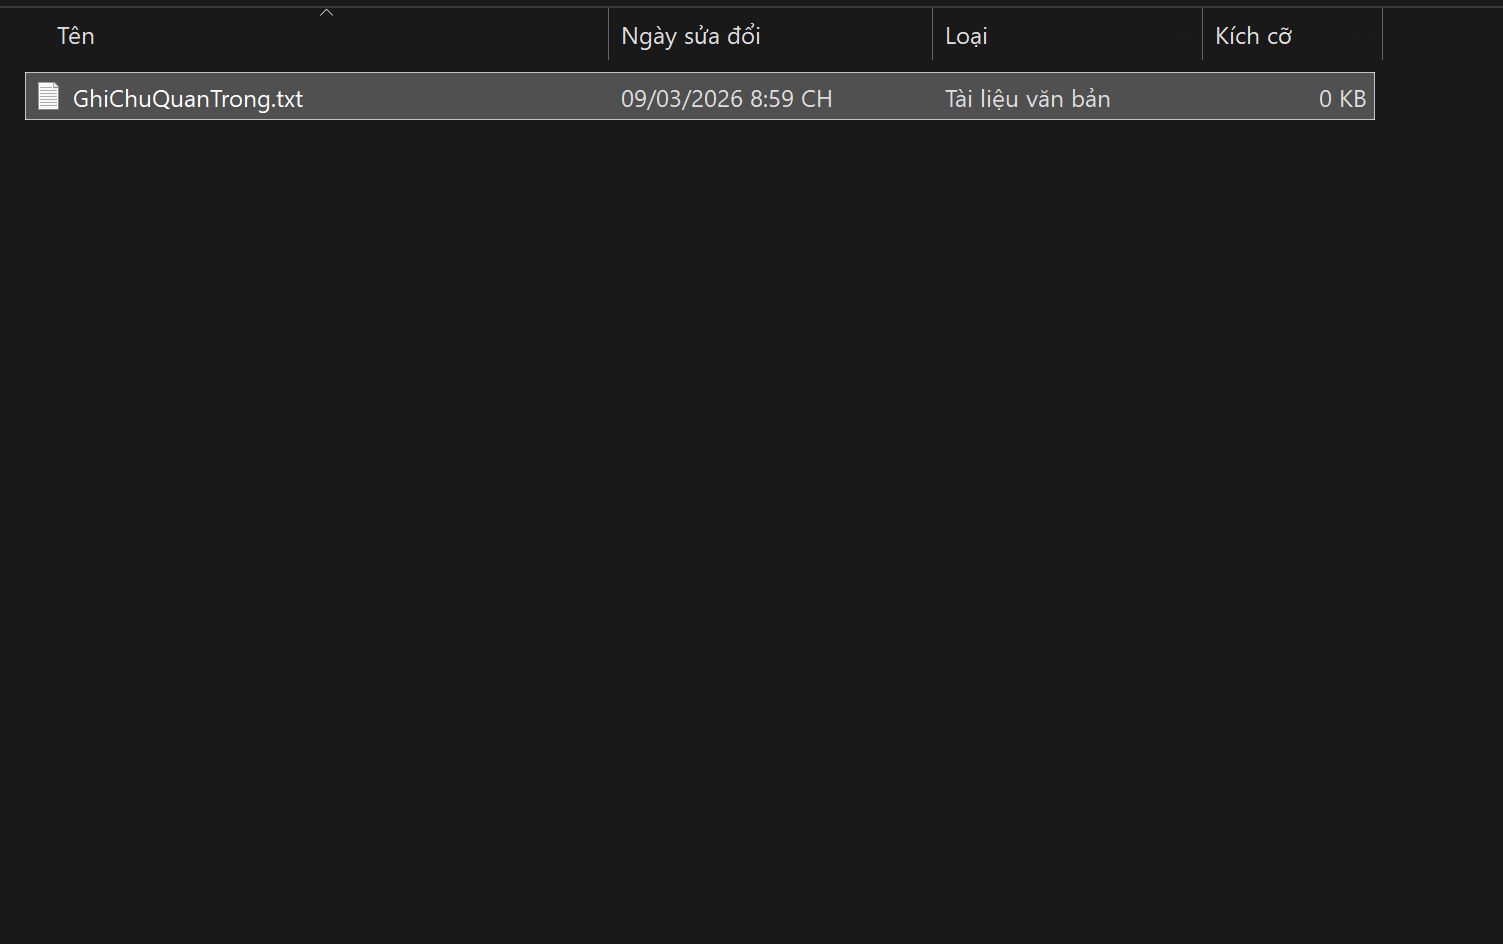 Tên Ngày sửa đổi Loại Kích cỡ
GhiChuQuanTrong.txt 09/03/2026 8:59 CH Tài liệu văn bản 0 KB